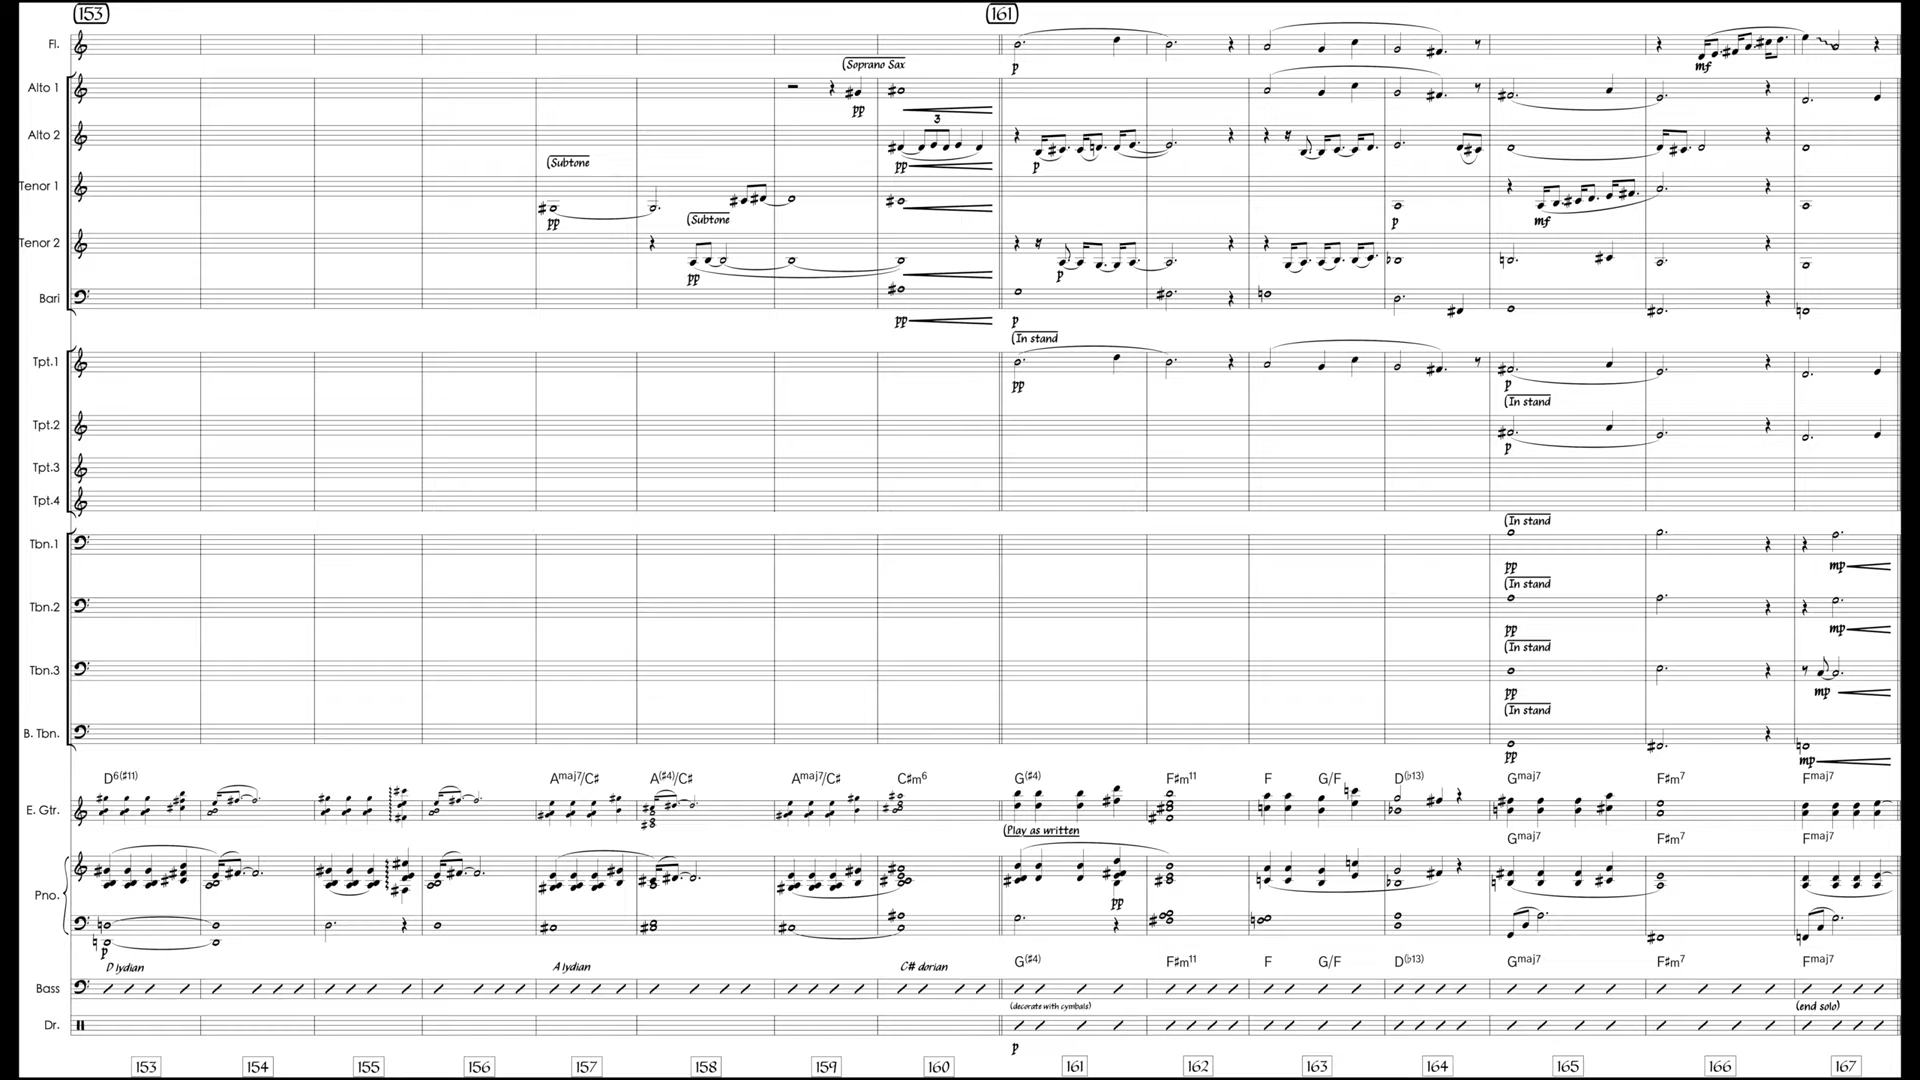 153 161
Fl.
p mf
(Soprano Sax
Alto 1
pp
3
Alto 2
pp p
(Subtone
Tenor 1
pp p mf
(Subtone
Tenor 2
pp p
Bari
pp p
(In stand
Tpt.1
pp p
(In stand
Tpt.2
p
Tpt.3
Tpt.4
(In stand
Tbn.1
pp mp
(In stand
Tbn.2
pp mp
(In stand
Tbn.3
pp mp
(In stand
B. Tbn.
pp mp
D6(♯11) Amaj7/C♯ A(♯4)/C♯ Amaj7/C♯ C♯m6 G(♯4) F♯m11 F G/F D(♭13) Gmaj7 F♯m7 Fmaj7
E. Gtr.
(Play as written Gmaj7 F♯m7 Fmaj7
Pno.
pp
p
D lydian A lydian C# dorian G(♯4) F♯m11 F G/F D(♭13) Gmaj7 F♯m7 Fmaj7
Bass
(decorate with cymbals) (end solo)
Dr.
p
153 154 155 156 157 158 159 160 161 162 163 164 165 166 167